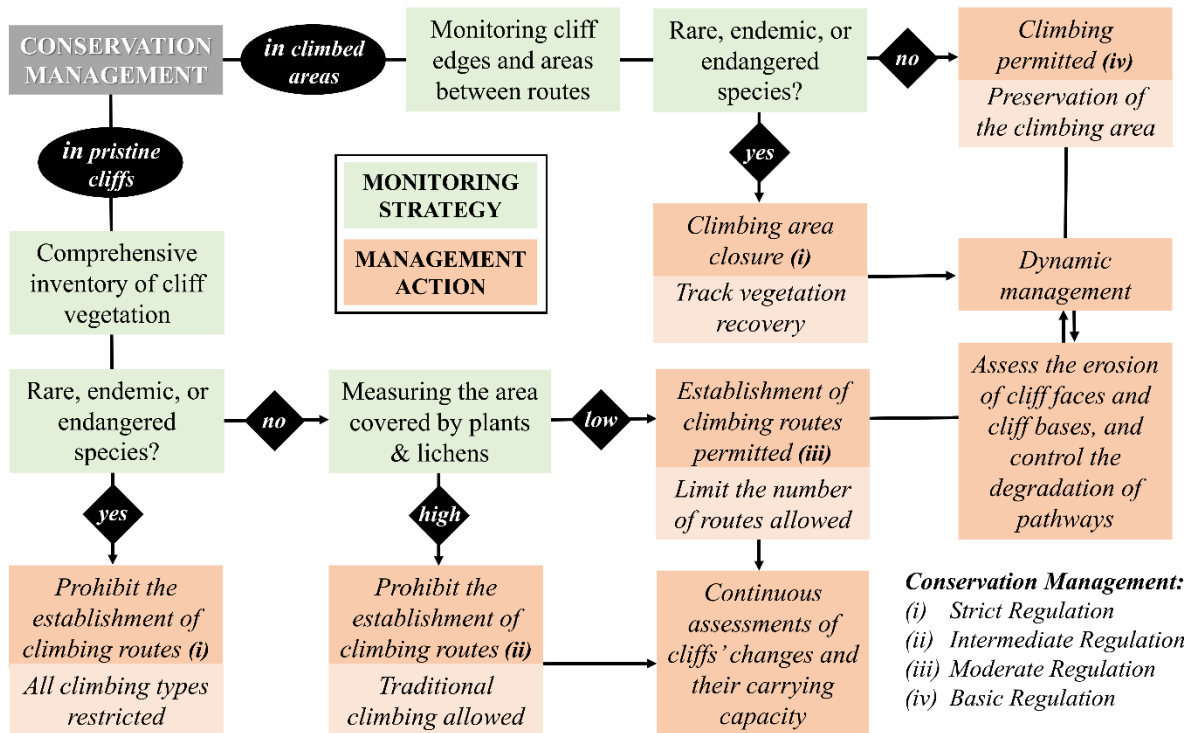 CONSERVATION
MANAGEMENT
in climbed
areas
Monitoring cliff
edges and areas
between routes
Rare, endemic, or
endangered
species?
no
Climbing
permitted (iv)
Preservation of
the climbing area
in pristine
cliffs
yes
MONITORING
STRATEGY
MANAGEMENT
ACTION
Climbing area
closure (i)
Track vegetation
recovery
Dynamic
management
Comprehensive
inventory of cliff
vegetation
Rare, endemic, or
endangered
species?
no
Measuring the area
covered by plants
& lichens
low
Establishment of
climbing routes
permitted (iii)
Limit the number
of routes allowed
Assess the erosion
of cliff faces and
cliff bases, and
control the
degradation of
pathways
yes
high
Prohibit the
establishment of
climbing routes (i)
All climbing types
restricted
Prohibit the
establishment of
climbing routes (ii)
Traditional
climbing allowed
Continuous
assessments of
cliffs' changes and
their carrying
capacity
Conservation Management:
(i) Strict Regulation
(ii) Intermediate Regulation
(iii) Moderate Regulation
(iv) Basic Regulation